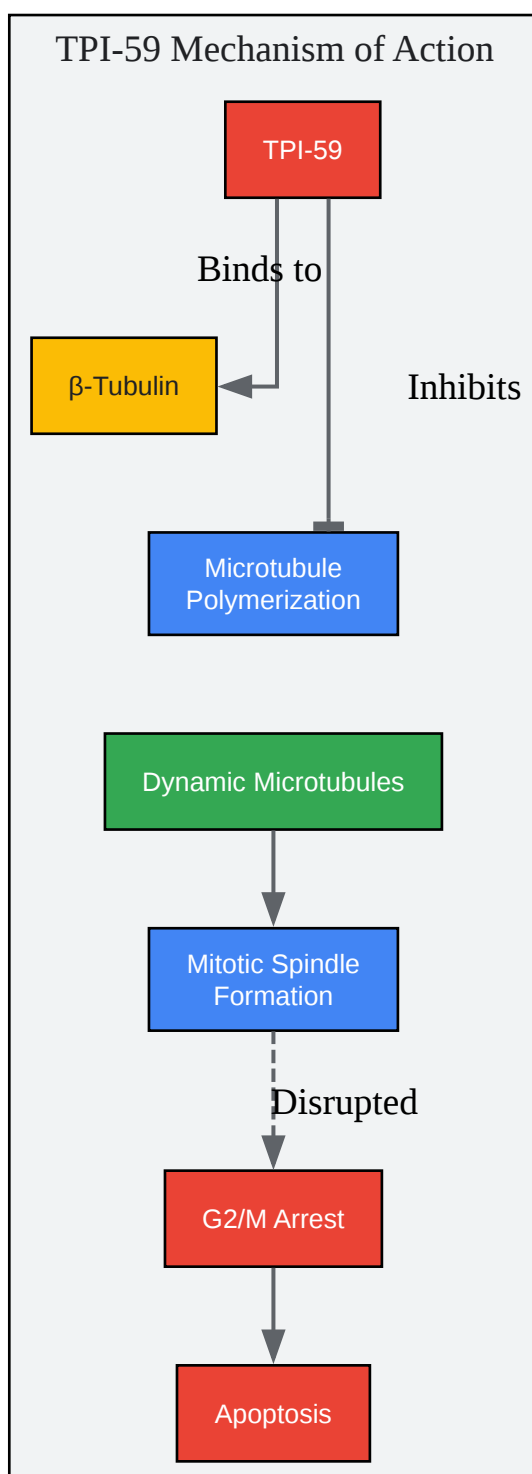 TPI-59 Mechanism of Action
TPI-59
Binds to
β-Tubulin
Inhibits
Microtubule
Polymerization
Dynamic Microtubules
Mitotic Spindle
Formation
Disrupted
G2/M Arrest
Apoptosis